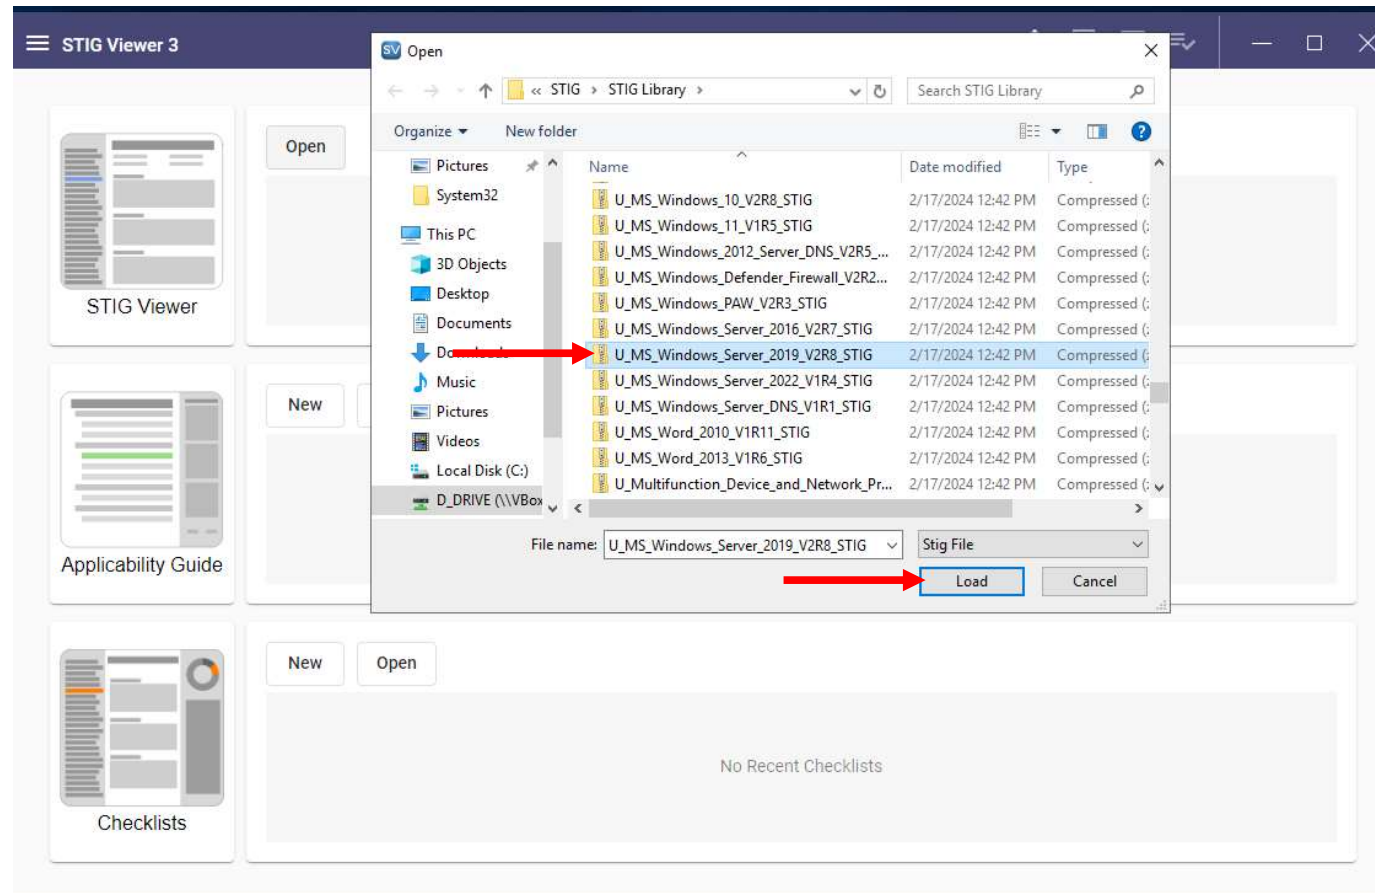 STIG Viewer 3
SV Open
« STIG › STIG Library ›
Search STIG Library
Organize
New folder
?
Pictures
System32
This PC
3D Objects
Desktop
Documents
Music
Pictures
Videos
Local Disk (C:)
D_DRIVE (\\VBox
Name
Date modified
Type
U_MS_Windows_10_V2R8_STIG 2/17/2024 12:42 PM Compressed (z
U_MS_Windows_11_V1R5_STIG 2/17/2024 12:42 PM Compressed (z
U_MS_Windows_2012_Server_DNS_V2R5_... 2/17/2024 12:42 PM Compressed (z
U_MS_Windows_Defender_Firewall_V2R2... 2/17/2024 12:42 PM Compressed (z
U_MS_Windows_PAW_V2R3_STIG 2/17/2024 12:42 PM Compressed (z
U_MS_Windows_Server_2016_V2R7_STIG 2/17/2024 12:42 PM Compressed (z
U_MS_Windows_Server_2019_V2R8_STIG 2/17/2024 12:42 PM Compressed (z
U_MS_Windows_Server_2022_V1R4_STIG 2/17/2024 12:42 PM Compressed (z
U_MS_Windows_Server_DNS_V1R1_STIG 2/17/2024 12:42 PM Compressed (z
U_MS_Word_2010_V1R11_STIG 2/17/2024 12:42 PM Compressed (z
U_MS_Word_2013_V1R6_STIG 2/17/2024 12:42 PM Compressed (z
U_Multifunction_Device_and_Network_Pr... 2/17/2024 12:42 PM Compressed (z
File name: U_MS_Windows_Server_2019_V2R8_STIG
Stig File
Load
Cancel
Open
STIG Viewer
New
Applicability Guide
New
Open
No Recent Checklists
Checklists